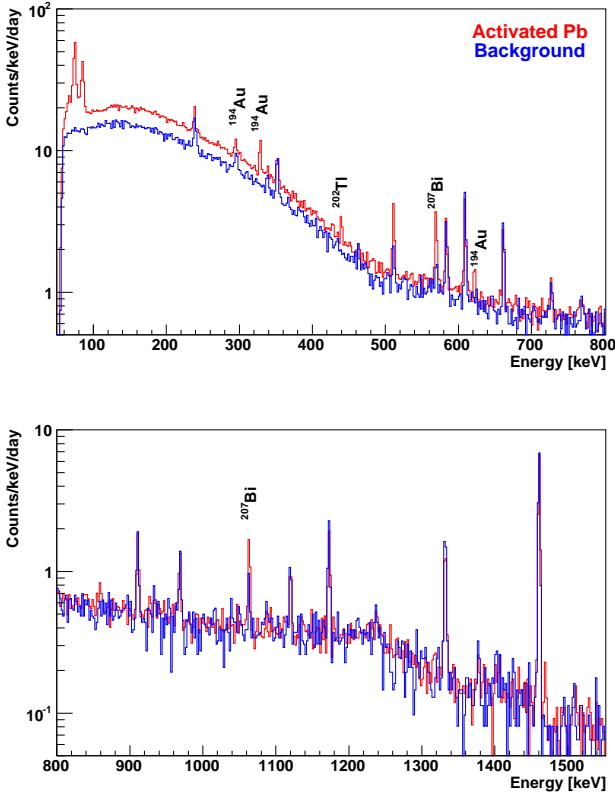 Counts/keV/day
10²
10
1
Activated Pb
Background
¹⁹⁴Au
¹⁹⁴Au
²⁰²Tl
²⁰⁷Bi
¹⁹⁴Au
100 200 300 400 500 600 700 800
Energy [keV]
Counts/keV/day
10
1
10⁻¹
²⁰⁷Bi
800 900 1000 1100 1200 1300 1400 1500
Energy [keV]